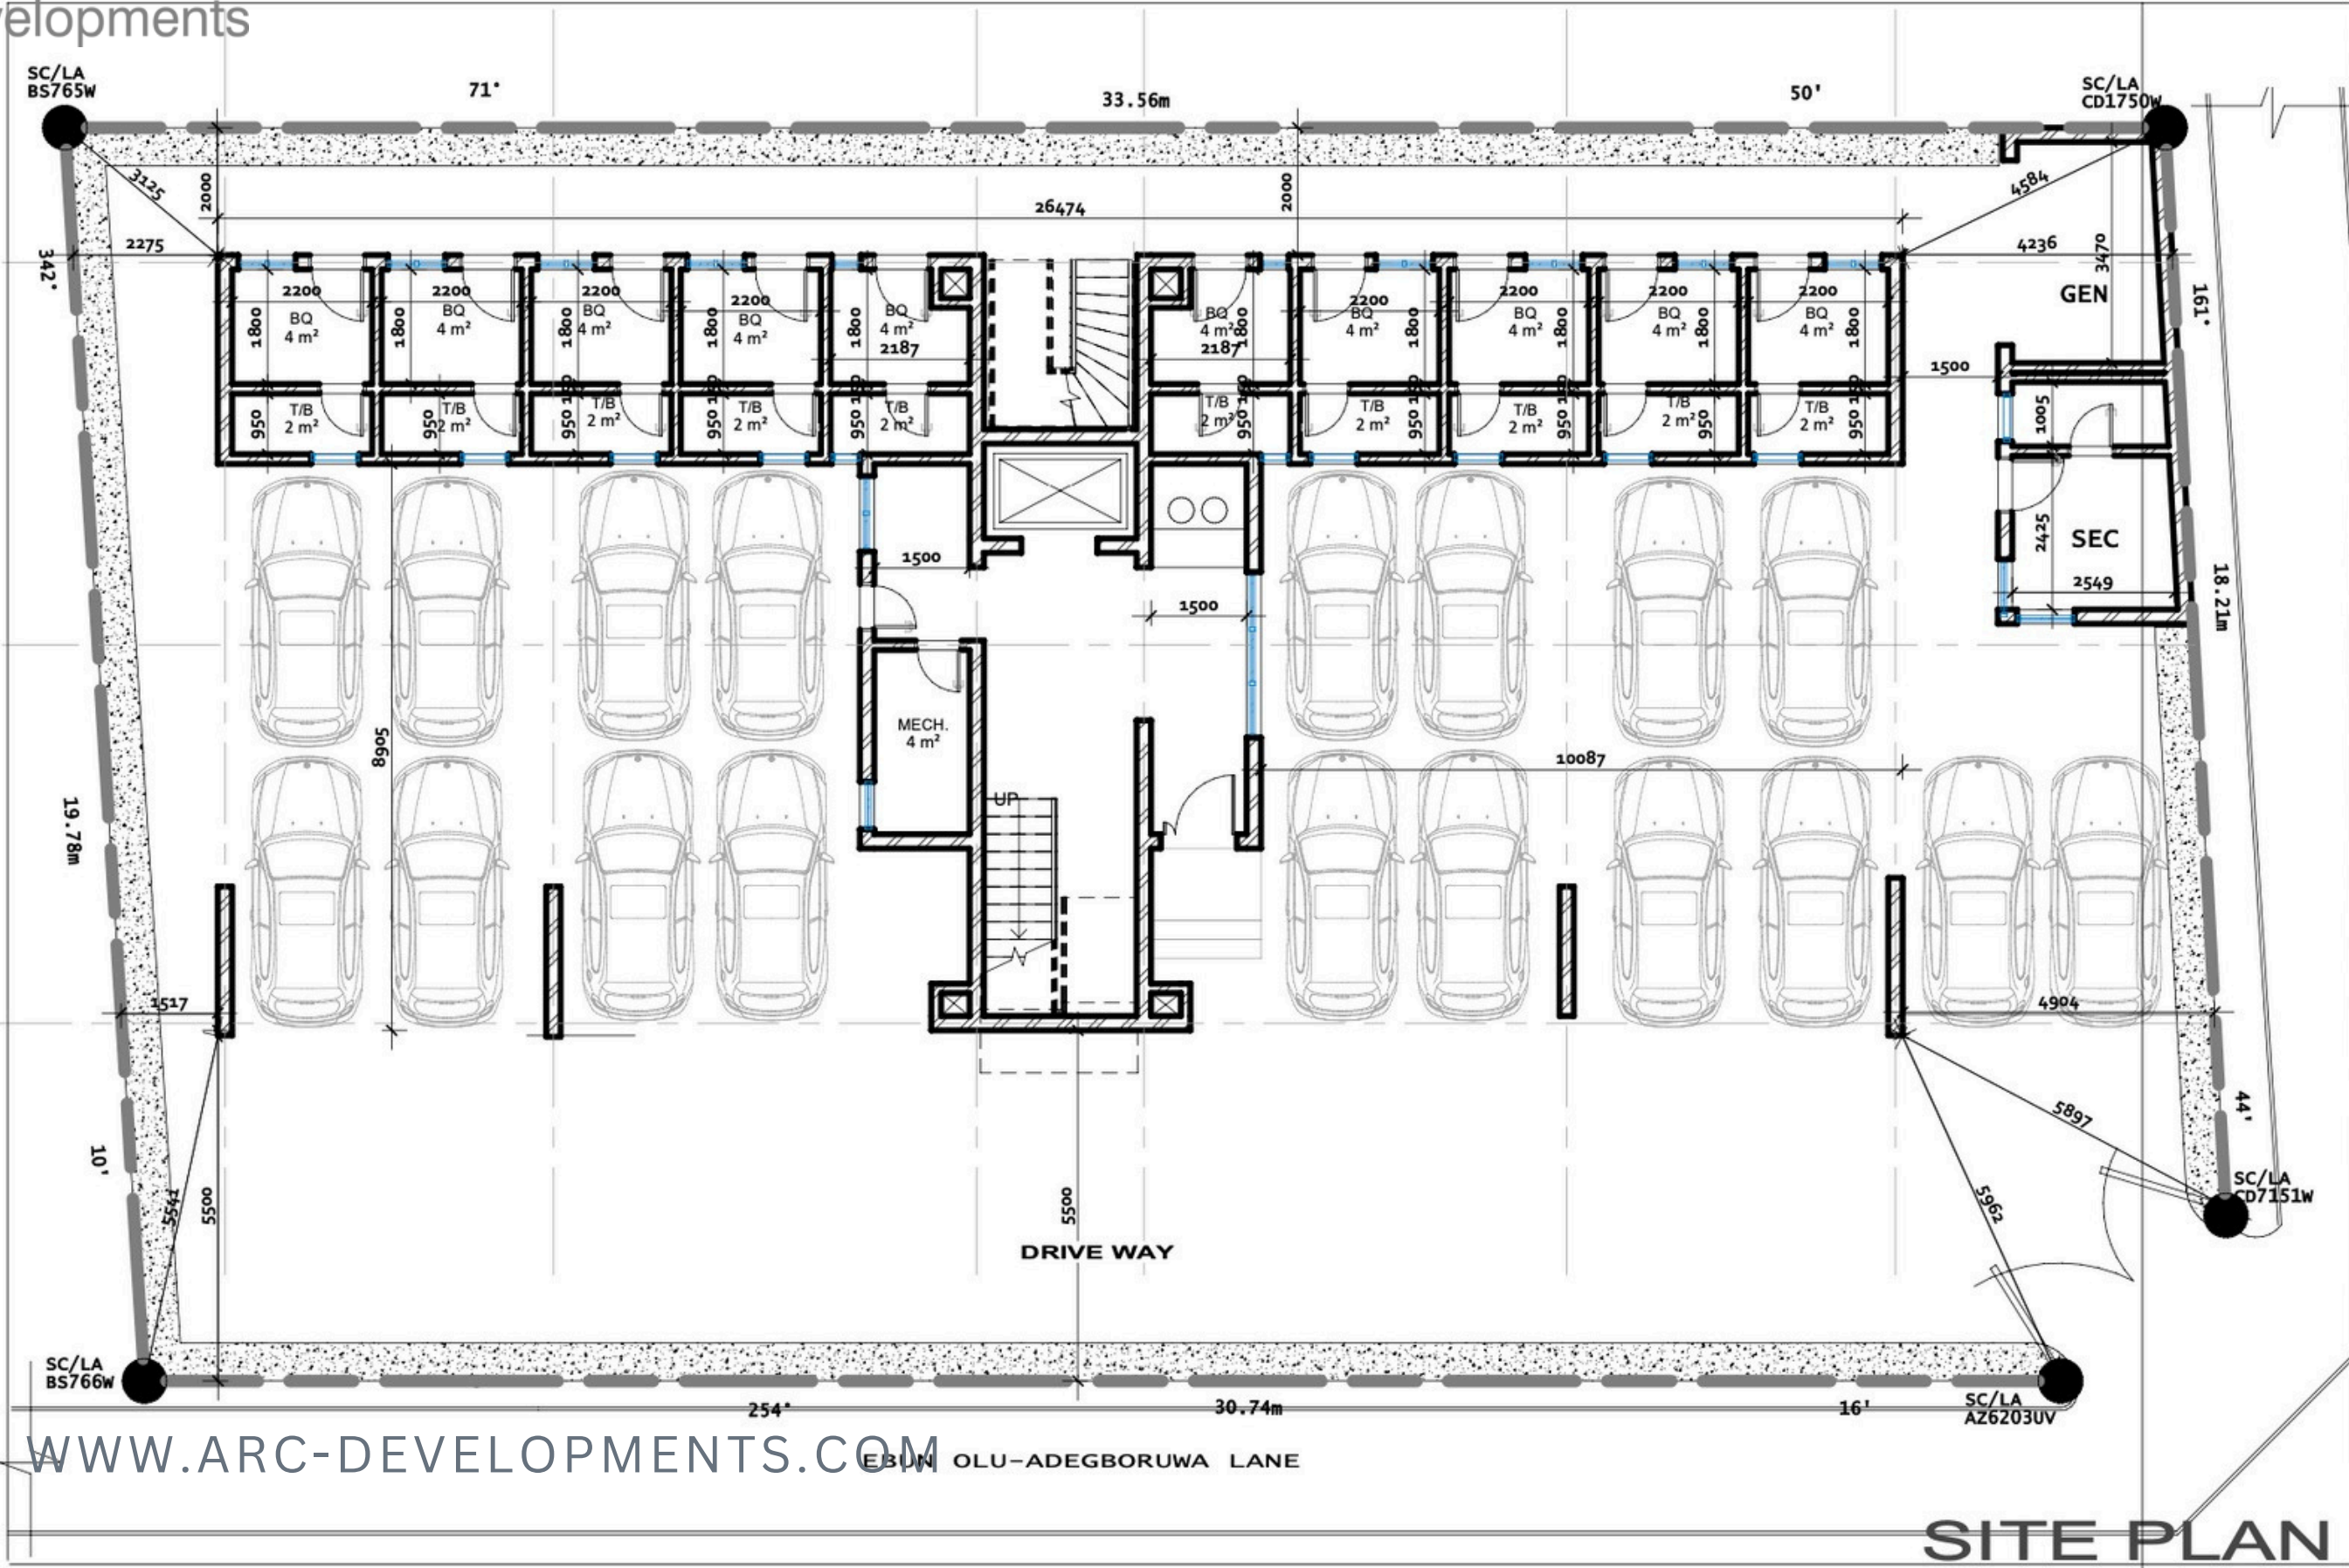 elopments
SC/LA
BS765W
71°
33.56m
50'
SC/LA
CD1750W
3125
2000
26474
2000
4584
2275
4236
3470
342°
161°
GEN
2200
2200
2200
2200
2187
2187
2200
2200
2200
2200
BQ
4 m²
BQ
4 m²
BQ
4 m²
BQ
4 m²
BQ
4 m²
BQ
4 m²
BQ
4 m²
BQ
4 m²
BQ
4 m²
BQ
4 m²
1800
1800
1800
1800
1800
1800
1800
1800
1800
1800
1500
T/B
2 m²
T/B
2 m²
T/B
2 m²
T/B
2 m²
T/B
2 m²
T/B
2 m²
T/B
2 m²
T/B
2 m²
T/B
2 m²
T/B
2 m²
950
950
950
950
950
950
950
950
950
950
1005
2425
SEC
2549
1500
1500
18.21m
MECH.
4 m²
5068
10087
UP
19.78m
1517
4904
10'
5541
5500
5500
5897
5962
44'
SC/LA
CD7151W
DRIVE WAY
SC/LA
BS766W
254°
30.74m
16'
SC/LA
AZ6203UV
WWW.ARC-DEVELOPMENTS.COM
EBUN OLU-ADEGBORUWA LANE
SITE PLAN